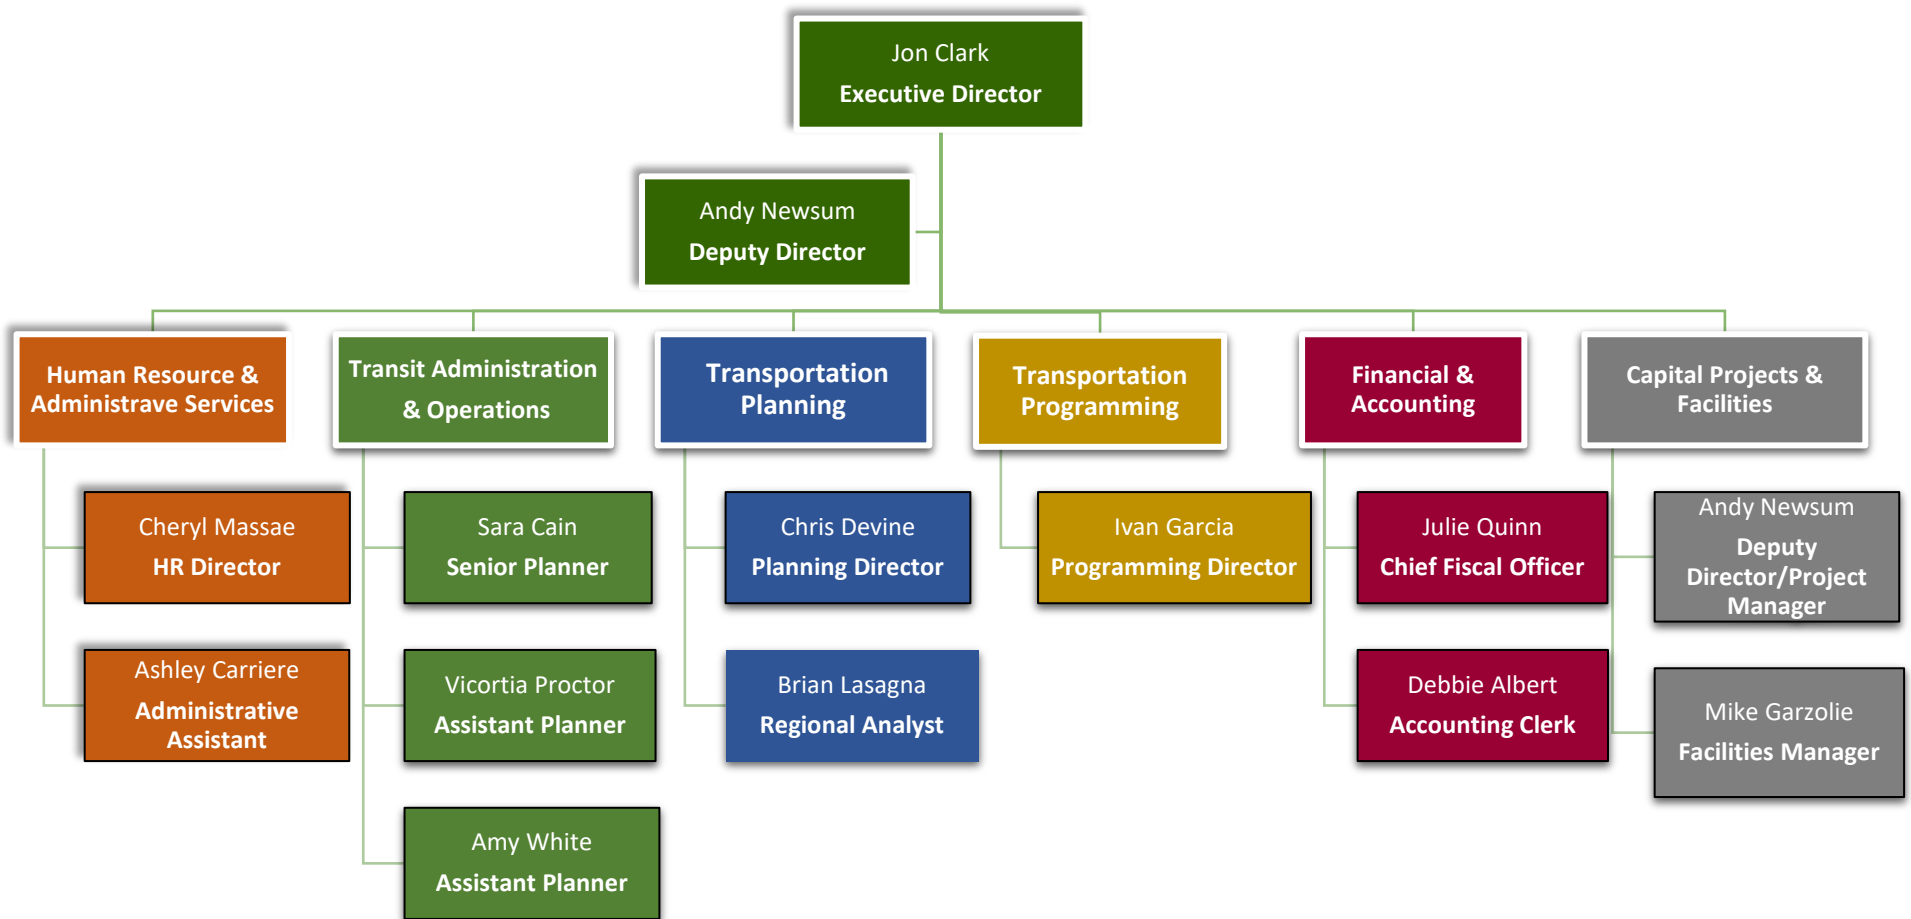 Jon Clark
Executive Director
Andy Newsum
Deputy Director
Human Resource &
Administrave Services
Cheryl Massae
HR Director
Ashley Carriere
Administrative
Assistant
Transit Administration
& Operations
Sara Cain
Senior Planner
Vicortia Proctor
Assistant Planner
Amy White
Assistant Planner
Transportation
Planning
Chris Devine
Planning Director
Brian Lasagna
Regional Analyst
Transportation
Programming
Ivan Garcia
Programming Director
Financial &
Accounting
Julie Quinn
Chief Fiscal Officer
Debbie Albert
Accounting Clerk
Capital Projects &
Facilities
Andy Newsum
Deputy
Director/Project
Manager
Mike Garzolie
Facilities Manager